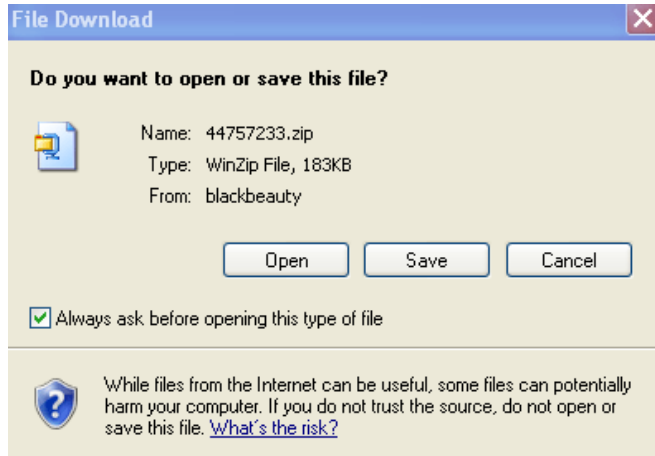 File Download
Do you want to open or save this file?
Name: 44757233.zip
Type: WinZip File, 183KB
From: blackbeauty
Open Save Cancel
Always ask before opening this type of file
While files from the Internet can be useful, some files can potentially
harm your computer. If you do not trust the source, do not open or
save this file. What's the risk?